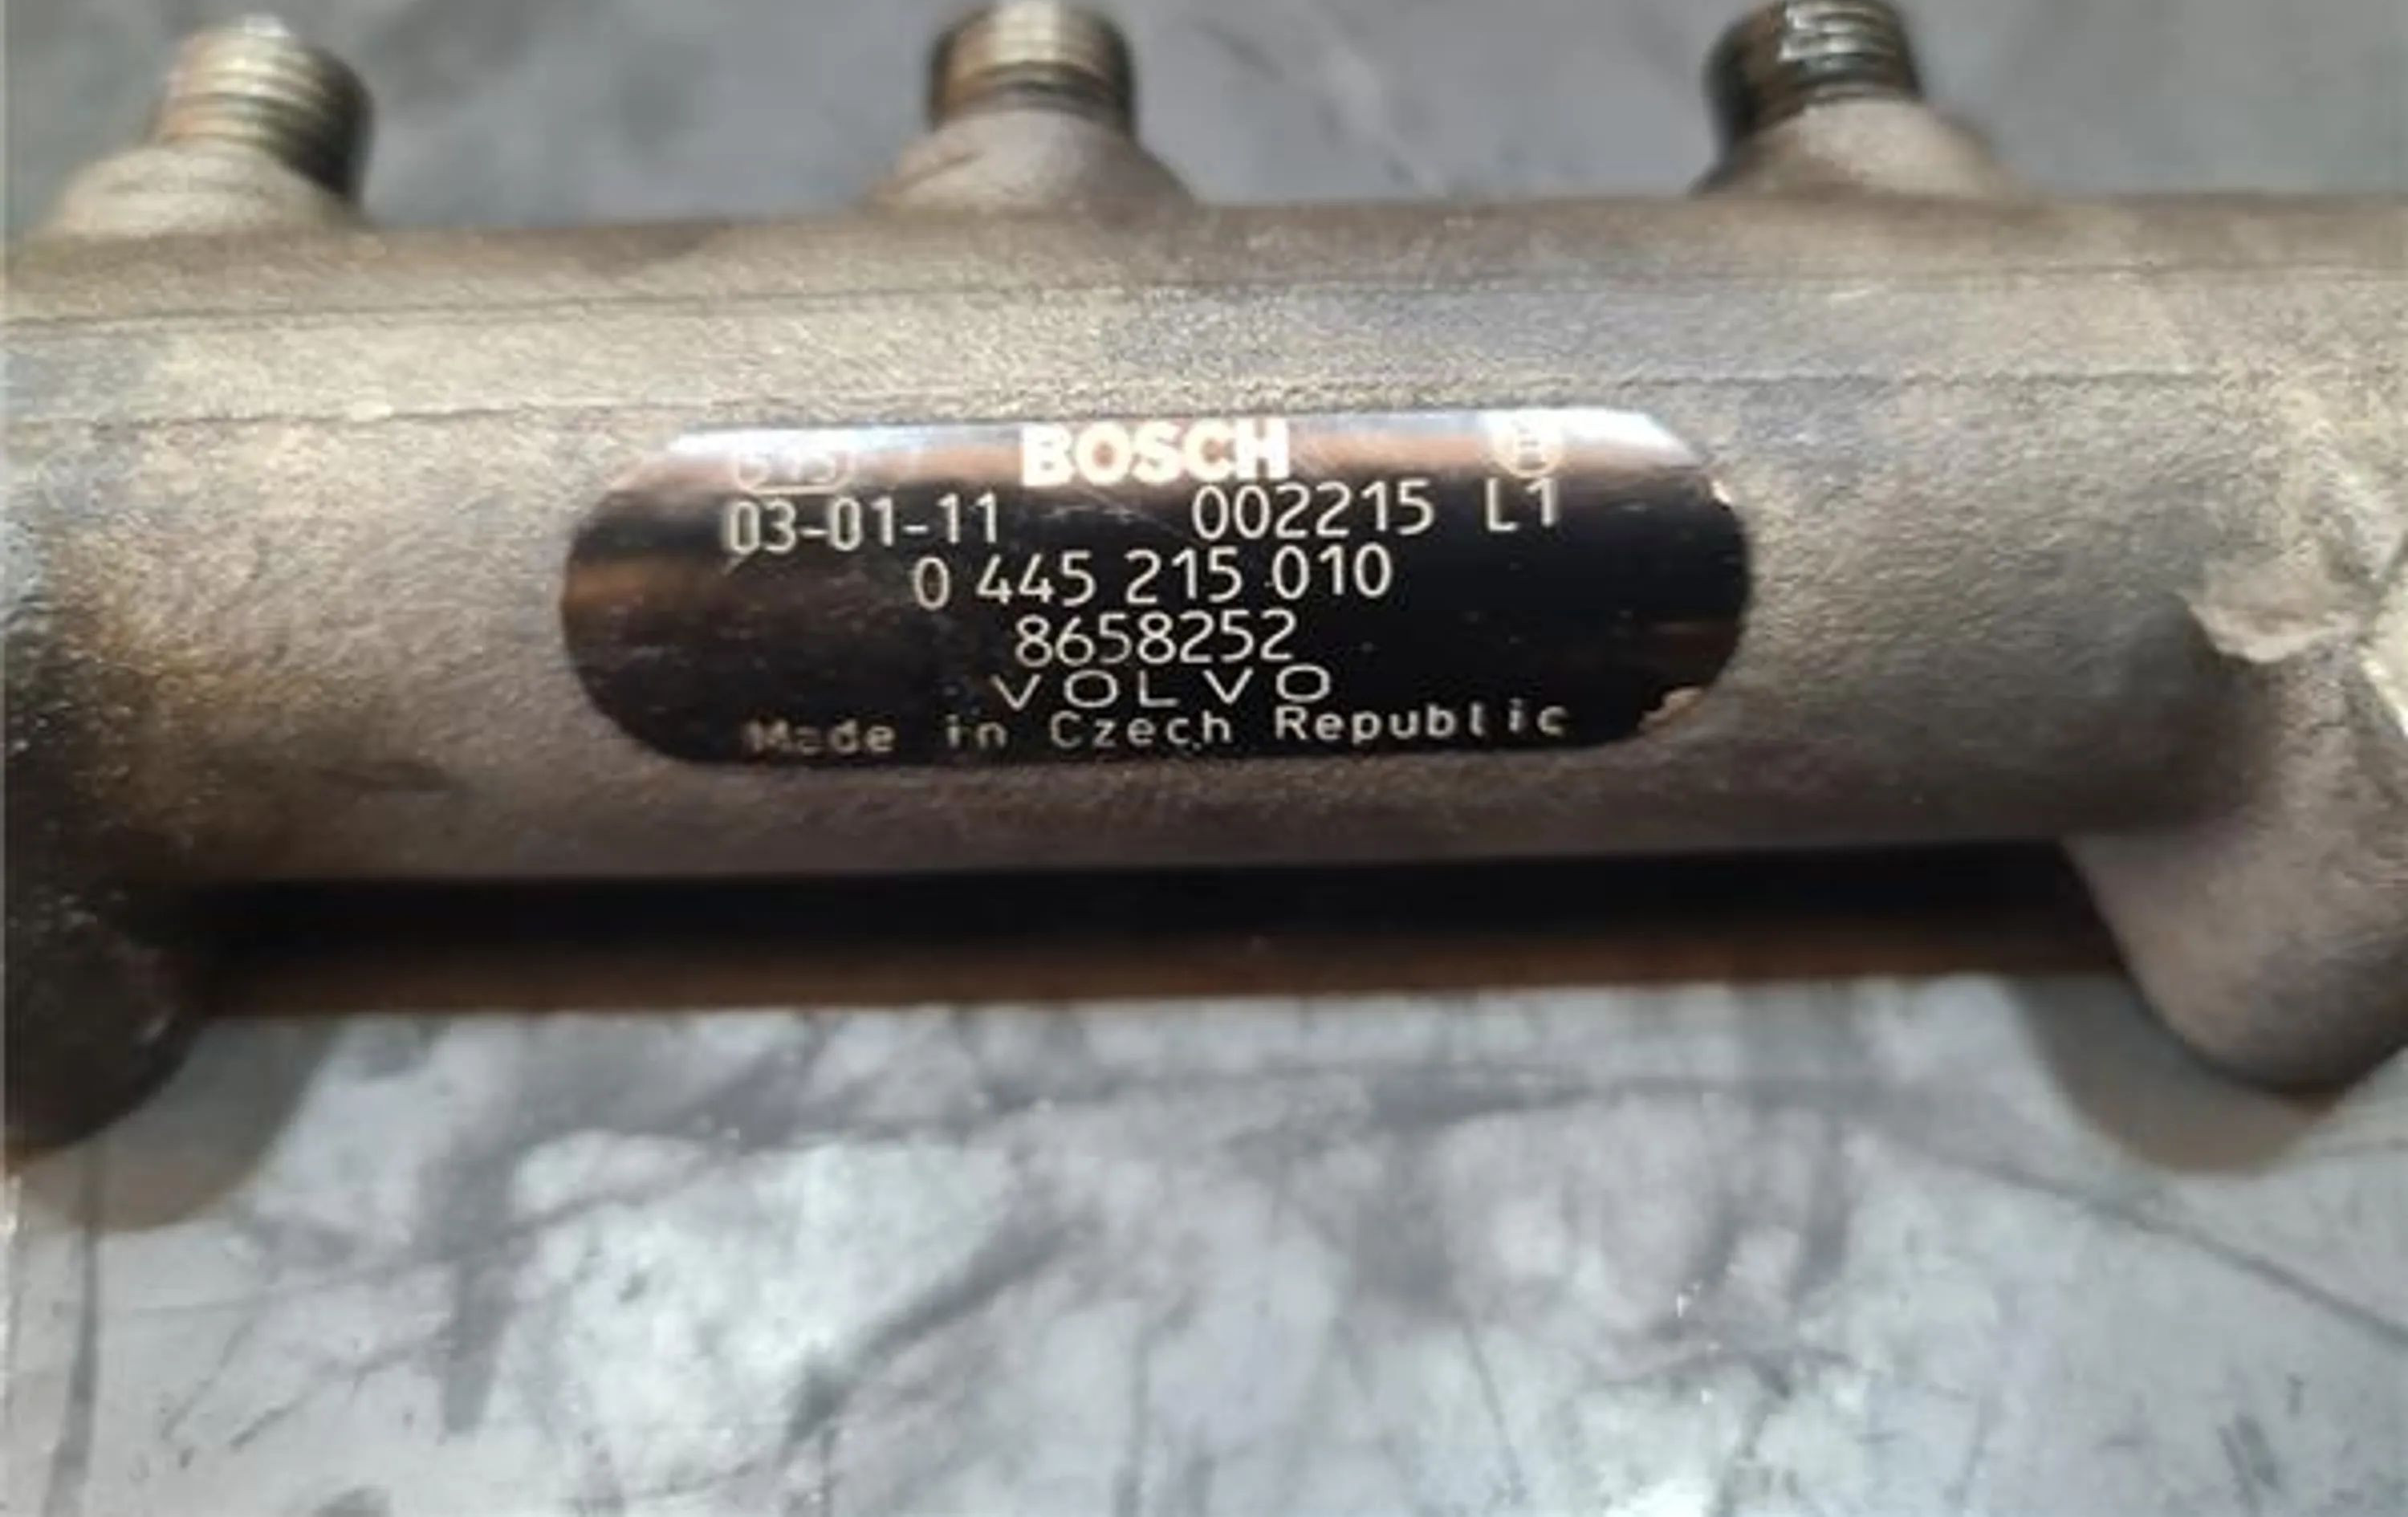 BOSCH
03-01-11 002215 L1
0 445 215 010
8658252
VOLVO
Made in Czech Republic